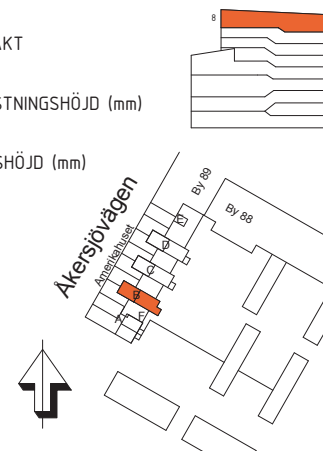 8
AKT
STNINGSHÖJD (mm)
SHÖJD (mm)
By 89
By 88
Åkersjövägen
Amerikahuset
E
D
C
B
A
F